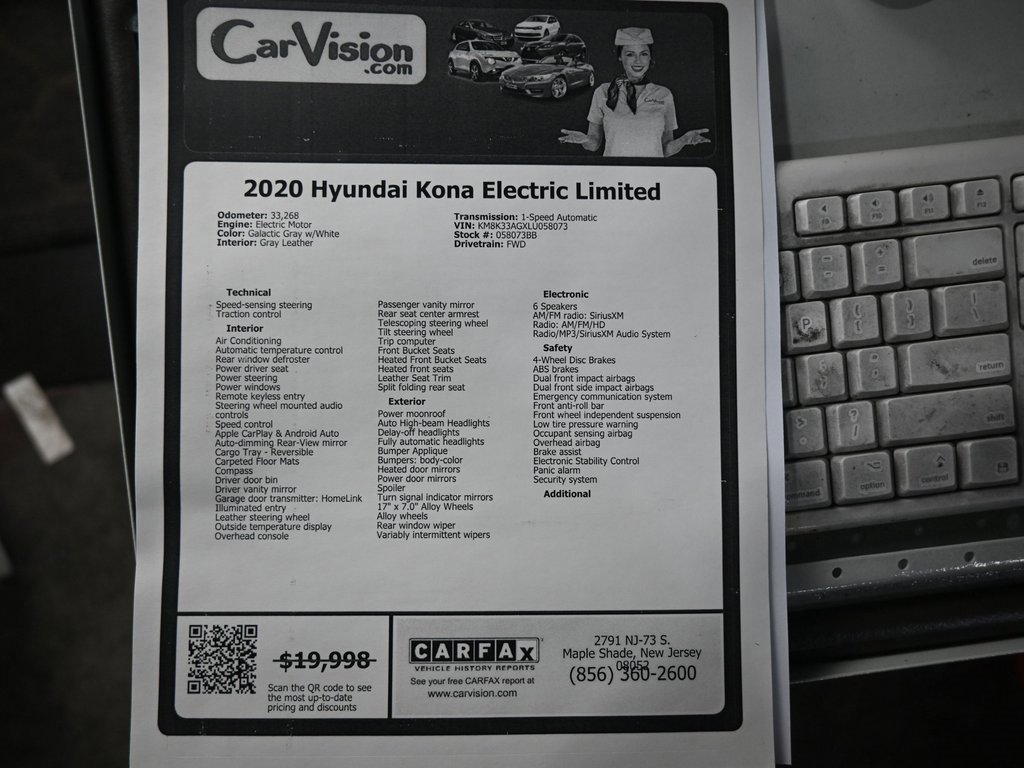 CarVision
.com
2020 Hyundai Kona Electric Limited
Odometer: 33,268
Engine: Electric Motor
Color: Galactic Gray w/White
Interior: Gray Leather
Transmission: 1-Speed Automatic
VIN: KM8K33AGXLU058073
Stock #: 058073BB
Drivetrain: FWD
Technical
Speed-sensing steering
Traction control
Interior
Air Conditioning
Automatic temperature control
Rear window defroster
Power driver seat
Power steering
Power windows
Remote keyless entry
Steering wheel mounted audio
controls
Speed control
Apple CarPlay & Android Auto
Auto-dimming Rear-View mirror
Cargo Tray - Reversible
Carpeted Floor Mats
Compass
Driver door bin
Driver vanity mirror
Garage door transmitter: HomeLink
Illuminated entry
Leather steering wheel
Outside temperature display
Overhead console
Passenger vanity mirror
Rear seat center armrest
Telescoping steering wheel
Tilt steering wheel
Trip computer
Front Bucket Seats
Heated Front Bucket Seats
Heated front seats
Leather Seat Trim
Split folding rear seat
Exterior
Power moonroof
Auto High-beam Headlights
Delay-off headlights
Fully automatic headlights
Bumper Applique
Bumpers: body-color
Heated door mirrors
Power door mirrors
Spoiler
Turn signal indicator mirrors
17" x 7.0" Alloy Wheels
Alloy wheels
Rear window wiper
Variably intermittent wipers
Electronic
6 Speakers
AM/FM radio: SiriusXM
Radio: AM/FM/HD
Radio/MP3/SiriusXM Audio System
Safety
4-Wheel Disc Brakes
ABS brakes
Dual front impact airbags
Dual front side impact airbags
Emergency communication system
Front anti-roll bar
Front wheel independent suspension
Low tire pressure warning
Occupant sensing airbag
Overhead airbag
Brake assist
Electronic Stability Control
Panic alarm
Security system
Additional
$19,998
Scan the QR code to see
the most up-to-date
pricing and discounts
CARFAX
VEHICLE HISTORY REPORTS
See your free CARFAX report at
www.carvision.com
2791 NJ-73 S.
Maple Shade, New Jersey
08052
(856) 360-2600
F9 F10 F11 F12
delete
P
return
shift
option
control